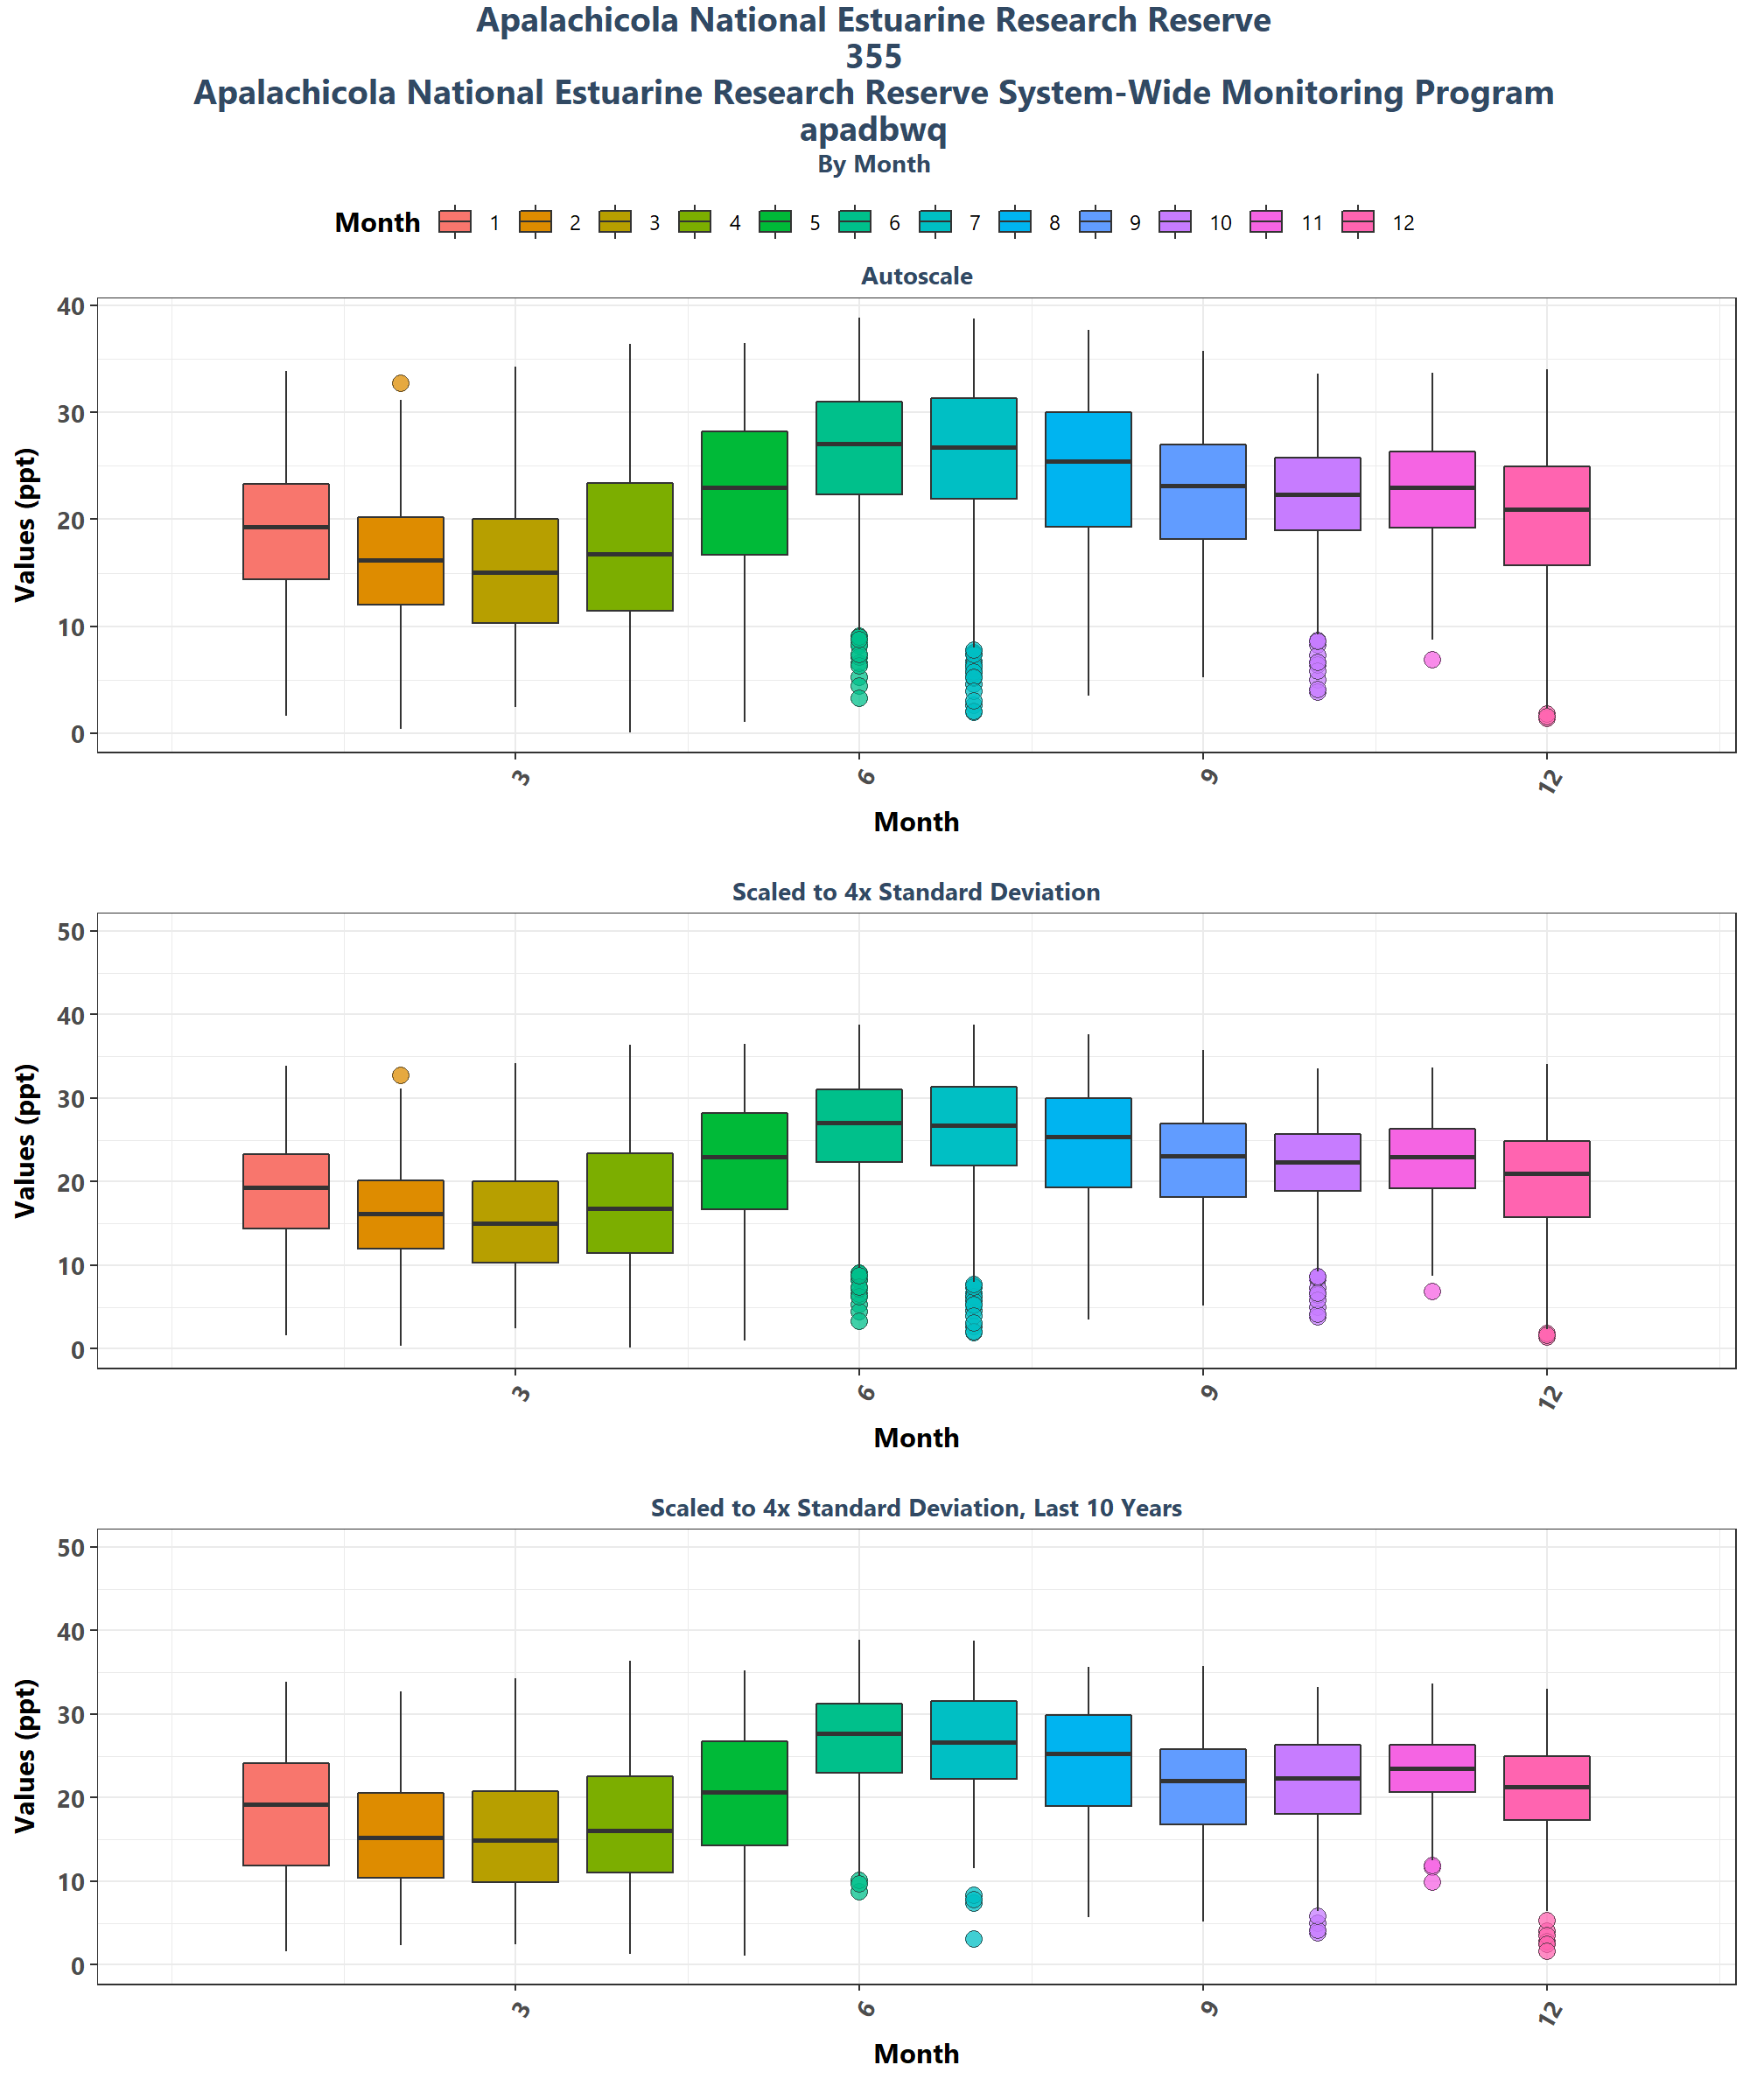 Apalachicola National Estuarine Research Reserve
355
Apalachicola National Estuarine Research Reserve System-Wide Monitoring Program
apadbwq
By Month
Month 1 2 3 4 5 6 7 8 9 10 11 12
Autoscale
Values (ppt)
40
30
20
10
0
3 6 9 12
Month
Scaled to 4x Standard Deviation
Values (ppt)
50
40
30
20
10
0
3 6 9 12
Month
Scaled to 4x Standard Deviation, Last 10 Years
Values (ppt)
50
40
30
20
10
0
3 6 9 12
Month